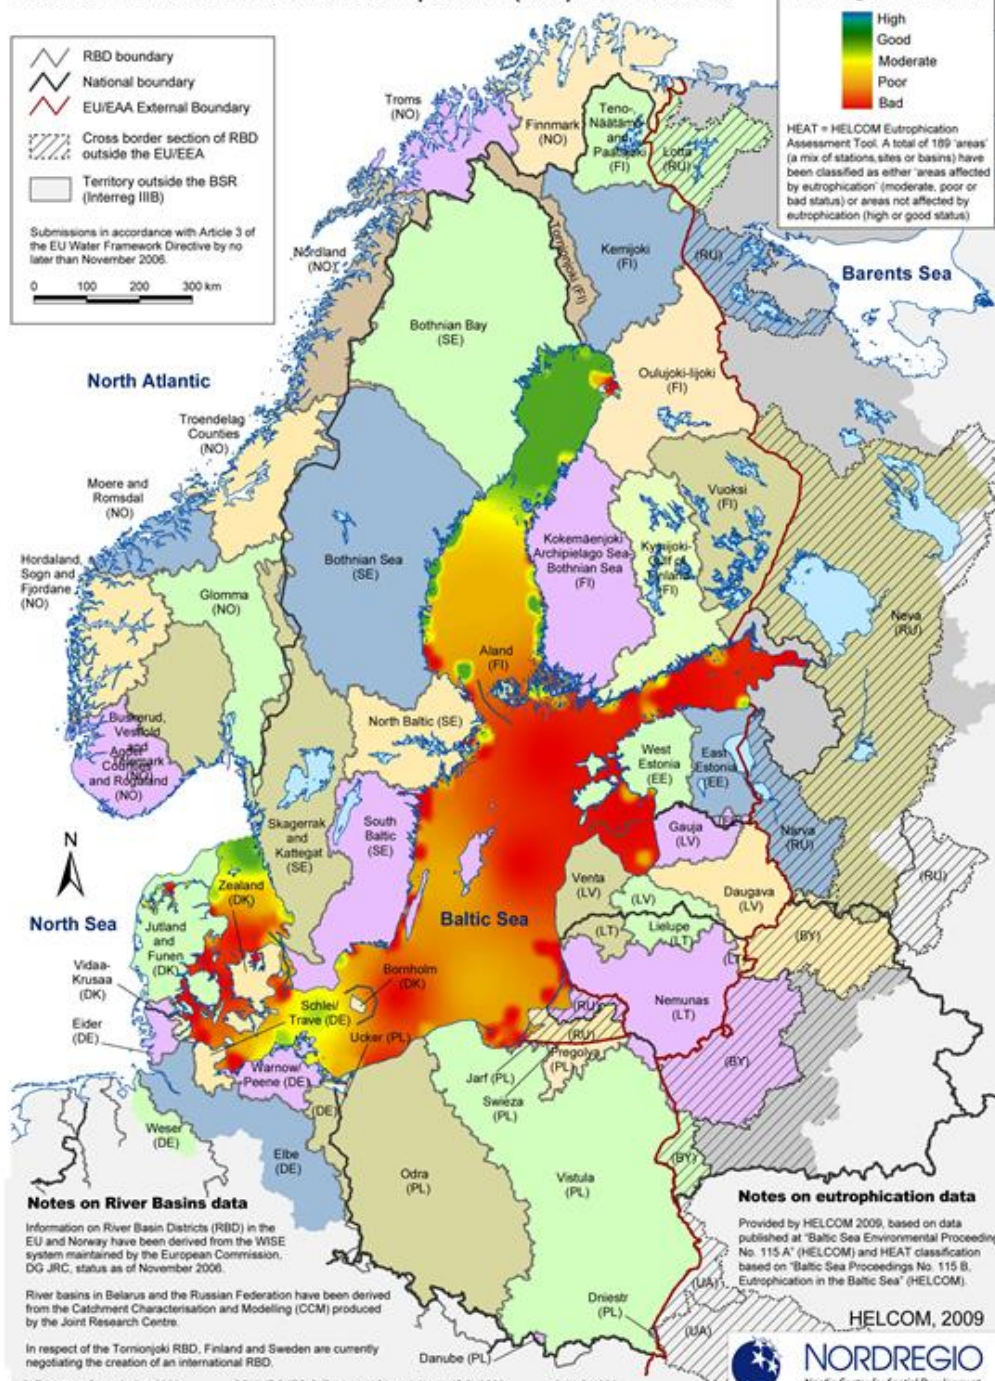 RBD boundary
National boundary
EU/EAA External Boundary
Cross border section of RBD
outside the EU/EEA
Territory outside the BSR
(Interreg IIIB)
Submissions in accordance with Article 3 of
the EU Water Framework Directive by no
later than November 2006.
0 100 200 300 km
High
Good
Moderate
Poor
Bad
HEAT = HELCOM Eutrophication
Assessment Tool. A total of 189 'areas'
(a mix of stations,sites or basins) have
been classified as either 'areas affected
by eutrophication' (moderate, poor or
bad status) or areas not affected by
eutrophication (high or good status)
Troms
(NO)
Finnmark
(NO)
Teno-,
Näätämö-
and
Paatsjoki
(FI)
Lotta
(RU)
Nordland
(NO)
Tornionjoki (FI)
Kemijoki
(FI)
(RU)
Barents Sea
Bothnian Bay
(SE)
North Atlantic
Oulujoki-Iijoki
(FI)
Troendelag
Counties
(NO)
Moere and
Romsdal
(NO)
Vuoksi
(FI)
Hordaland,
Sogn and
Fjordane
(NO)
Bothnian Sea
(SE)
Kokemäenjoki
Archipielago Sea-
Bothnian Sea
(FI)
Kymijoki-
Gulf of
Finland
(FI)
Glomma
(NO)
Neva
(RU)
Aland
(FI)
Buskerud,
Vestfold
and
Telemark
(NO)
Agder
Counties
and Rogaland
(NO)
North Baltic (SE)
West
Estonia
(EE)
East
Estonia
(EE)
Skagerrak
and
Kattegat
(SE)
South
Baltic
(SE)
Gauja
(LV)
Narva
(RU)
N
Zealand
(DK)
Venta
(LV)
(LV)
Daugava
(LV)
(RU)
North Sea
Jutland
and
Funen
(DK)
Baltic Sea
(LT)
Lielupe
(LT)
(LT)
(BY)
Vidaa-
Krusaa
(DK)
Bornholm
(DK)
Eider
(DE)
Schlei/
Trave (DE)
Ucker (PL)
(RU)
Nemunas
(LT)
(RU)
Pregolya
(PL)
(BY)
Warnow/
Peene (DE)
Jarf (PL)
Swieza
(PL)
(DE)
Weser
(DE)
Elbe
(DE)
Odra
(PL)
Vistula
(PL)
(BY)
Notes on River Basins data
Information on River Basin Districts (RBD) in the
EU and Norway have been derived from the WISE
system maintained by the European Commission,
DG JRC, status as of November 2006.
River basins in Belarus and the Russian Federation have been derived
from the Catchment Characterisation and Modelling (CCM) produced
by the Joint Research Centre.
In respect of the Tornionjoki RBD, Finland and Sweden are currently
negotiating the creation of an international RBD.
Notes on eutrophication data
Provided by HELCOM 2009, based on data
published at "Baltic Sea Environmental Proceeding
No. 115 A" (HELCOM) and HEAT classification
based on "Baltic Sea Proceedings No. 115 B,
Eutrophication in the Baltic Sea" (HELCOM).
(UA)
Dniestr
(PL)
(UA)
Danube (PL)
HELCOM, 2009
NORDREGIO